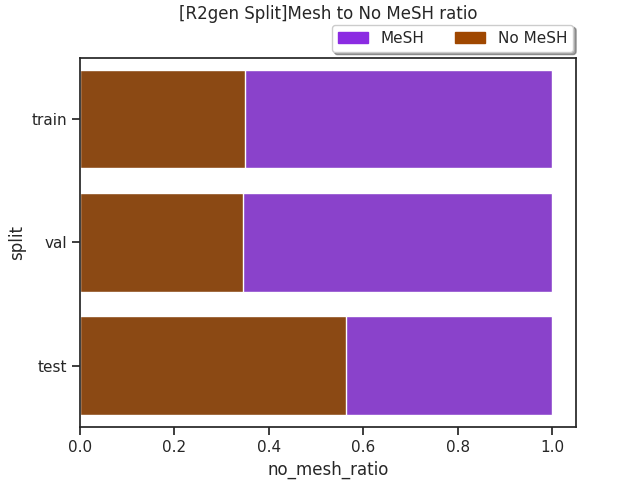 [R2gen Split]Mesh to No MeSH ratio
MeSH No MeSH
train
val
test
split
0.0 0.2 0.4 0.6 0.8 1.0
no_mesh_ratio